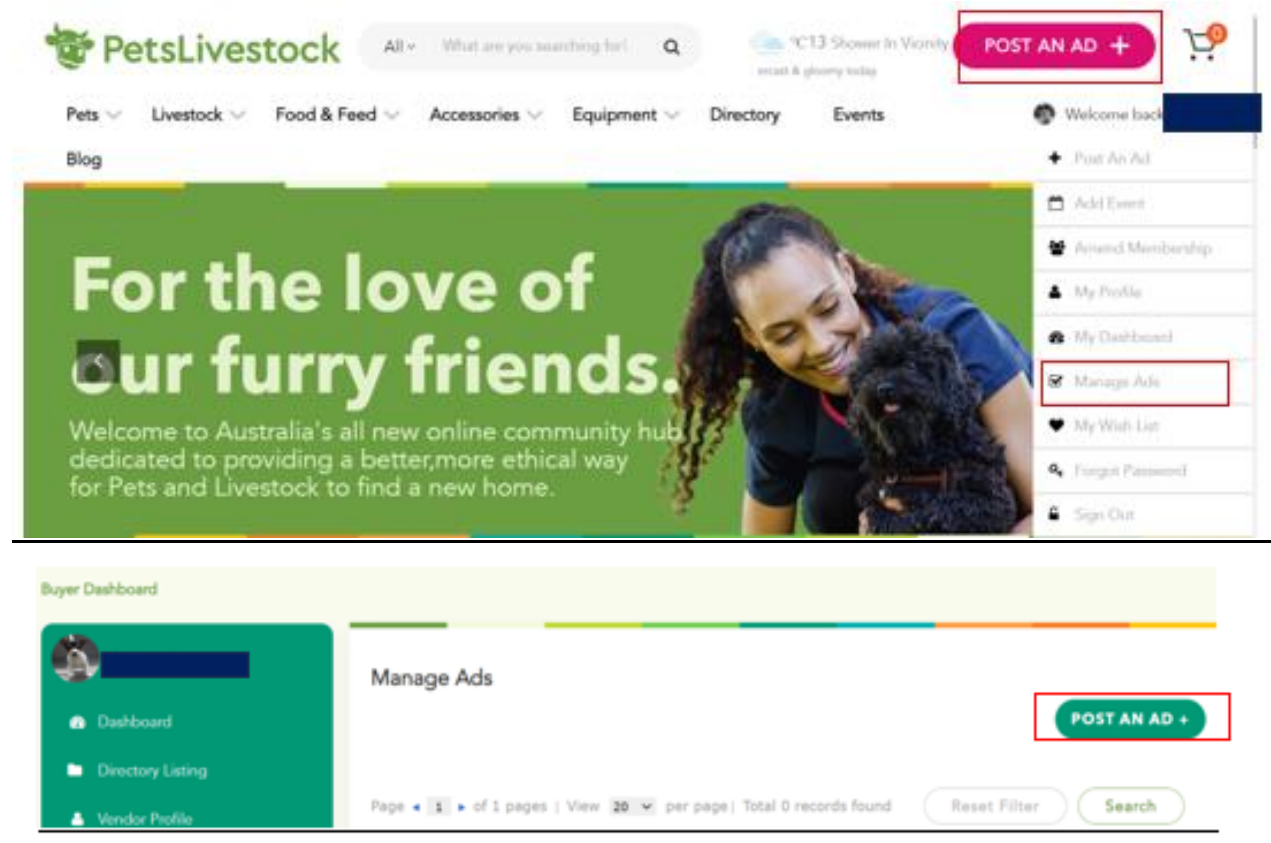 PetsLivestock
All
What are you searching for?
°C13 Shower In Vicinity
ercast & gloomy today
POST AN AD +
0
Pets
Livestock
Food & Feed
Accessories
Equipment
Directory
Events
Welcome back
Blog
Post An Ad
Add Event
Amend Membership
My Profile
My Dashboard
Manage Ads
My Wish List
Forgot Password
Sign Out
For the love of
our furry friends.
Welcome to Australia's all new online community hub
dedicated to providing a better,more ethical way
for Pets and Livestock to find a new home.
Buyer Dashboard
Dashboard
Directory Listing
Vendor Profile
Manage Ads
POST AN AD +
Page 1 of 1 pages | View 20 per page| Total 0 records found
Reset Filter
Search